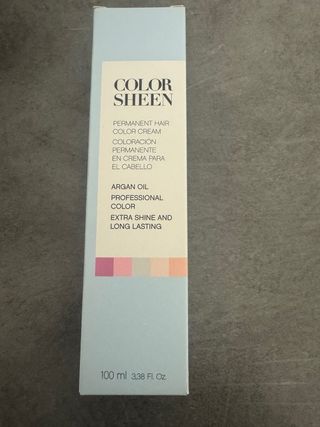 COLOR
SHEEN
PERMANENT HAIR
COLOR CREAM
COLORACIÓN
PERMANENTE
EN CREMA PARA
EL CABELLO
ARGAN OIL
PROFESSIONAL
COLOR
EXTRA SHINE AND
LONG LASTING
100 ml 3,38 Fl. Oz.